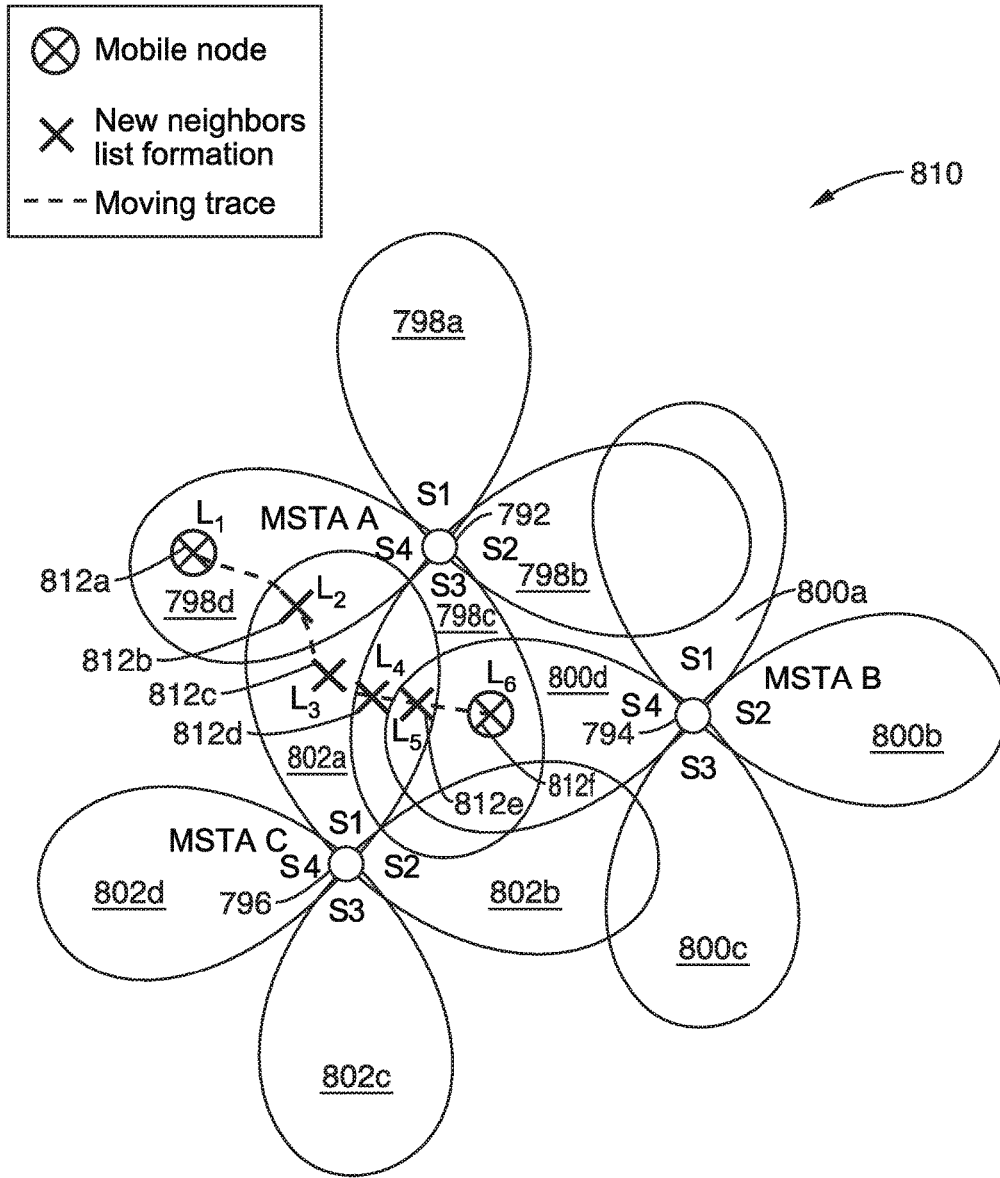 Mobile node
New neighbors
list formation
Moving trace
810
798a
S1
MSTA A
792
L1
S4
S2
812a
S3
798b
798d
798c
800a
L2
812b
S1
MSTA B
L4
L6
800d
812c
L3
S4
S2
812d
L5
794
800b
802a
S3
812f
812e
S1
MSTA C
S4
S2
802d
796
802b
S3
800c
802c